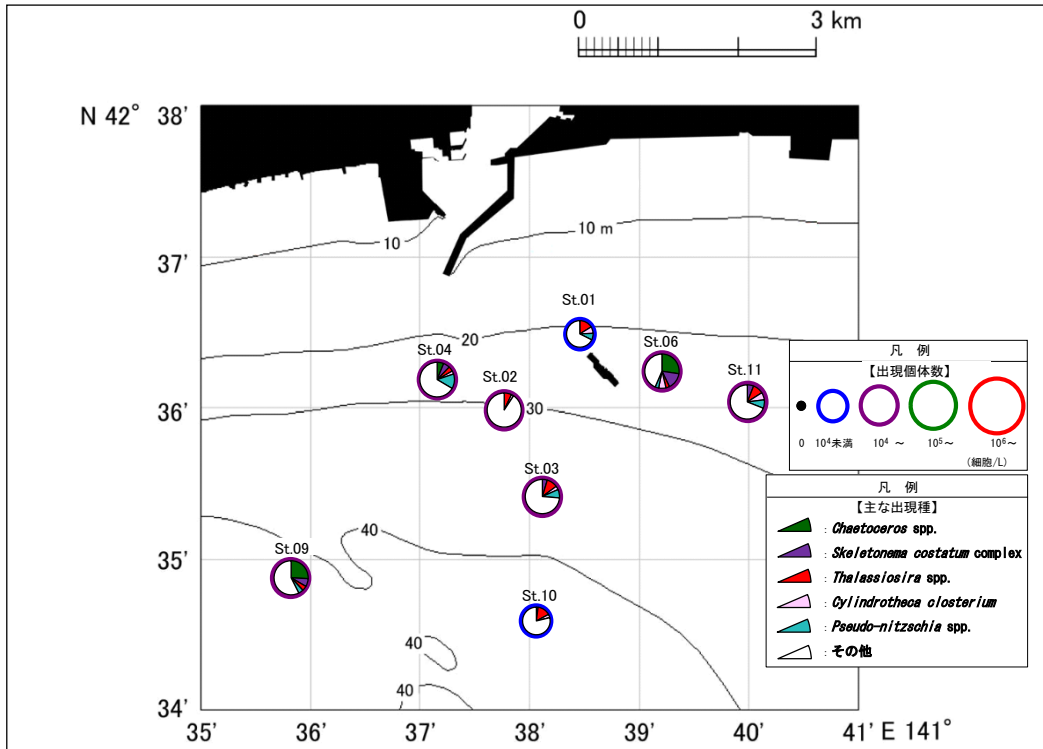 0 3 km
N 42° 38'
10
10 m
37'
St.01
20
St.04
St.06
St.02
St.11
36'
30
St.03
40
35'
St.09
St.10
40
40
34'
35' 36' 37' 38' 39' 40' 41' E 141°
凡 例
【出現個体数】
0 10⁴未満 10⁴ ~ 10⁵~ 10⁶~
(細胞/L)
凡 例
【主な出現種】
: Chaetoceros spp.
: Skeletonema costatum complex
: Thalassiosira spp.
: Cylindrotheca closterium
: Pseudo-nitzschia spp.
: その他